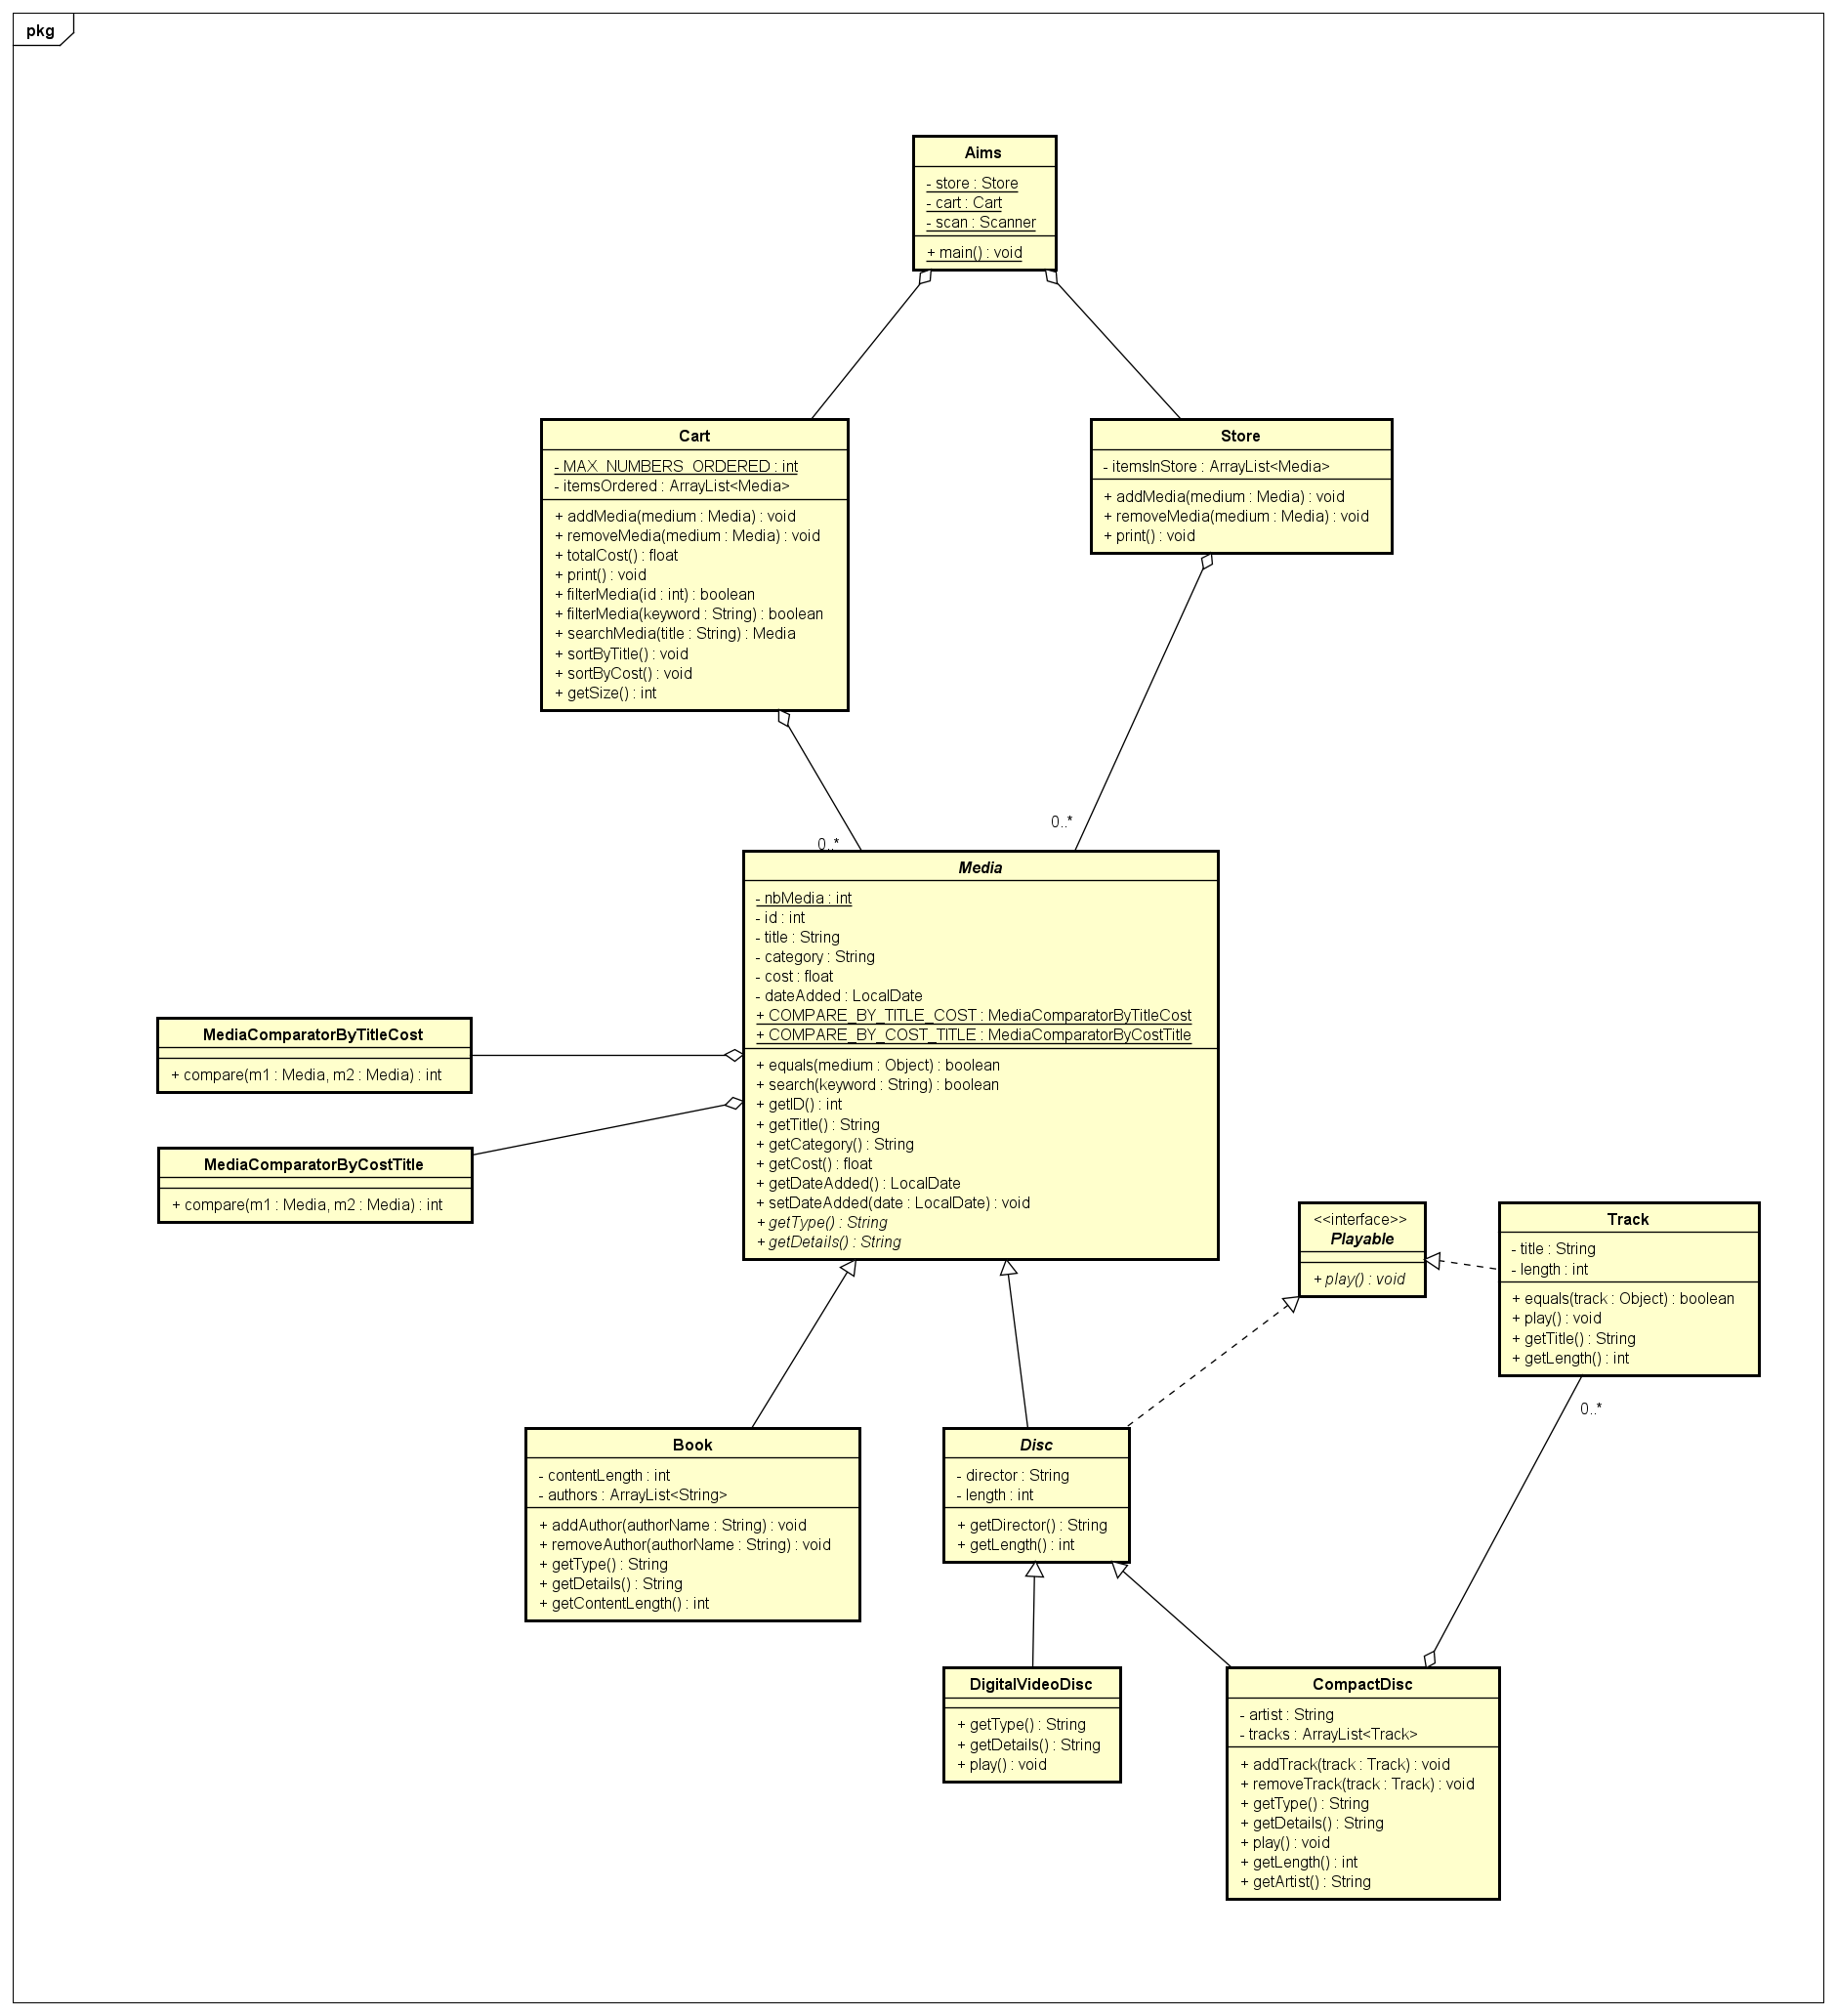 pkg
Aims
- store : Store
- cart : Cart
- scan : Scanner
+ main() : void
Cart
- MAX_NUMBERS_ORDERED : int
- itemsOrdered : ArrayList<Media>
+ addMedia(medium : Media) : void
+ removeMedia(medium : Media) : void
+ totalCost() : float
+ print() : void
+ filterMedia(id : int) : boolean
+ filterMedia(keyword : String) : boolean
+ searchMedia(title : String) : Media
+ sortByTitle() : void
+ sortByCost() : void
+ getSize() : int
Store
- itemsInStore : ArrayList<Media>
+ addMedia(medium : Media) : void
+ removeMedia(medium : Media) : void
+ print() : void
0..*
0..*
Media
- nbMedia : int
- id : int
- title : String
- category : String
- cost : float
- dateAdded : LocalDate
+ COMPARE_BY_TITLE_COST : MediaComparatorByTitleCost
+ COMPARE_BY_COST_TITLE : MediaComparatorByCostTitle
+ equals(medium : Object) : boolean
+ search(keyword : String) : boolean
+ getID() : int
+ getTitle() : String
+ getCategory() : String
+ getCost() : float
+ getDateAdded() : LocalDate
+ setDateAdded(date : LocalDate) : void
+ getType() : String
+ getDetails() : String
MediaComparatorByTitleCost
+ compare(m1 : Media, m2 : Media) : int
MediaComparatorByCostTitle
+ compare(m1 : Media, m2 : Media) : int
<<interface>>
Playable
+ play() : void
Track
- title : String
- length : int
+ equals(track : Object) : boolean
+ play() : void
+ getTitle() : String
+ getLength() : int
0..*
Book
- contentLength : int
- authors : ArrayList<String>
+ addAuthor(authorName : String) : void
+ removeAuthor(authorName : String) : void
+ getType() : String
+ getDetails() : String
+ getContentLength() : int
Disc
- director : String
- length : int
+ getDirector() : String
+ getLength() : int
DigitalVideoDisc
+ getType() : String
+ getDetails() : String
+ play() : void
CompactDisc
- artist : String
- tracks : ArrayList<Track>
+ addTrack(track : Track) : void
+ removeTrack(track : Track) : void
+ getType() : String
+ getDetails() : String
+ play() : void
+ getLength() : int
+ getArtist() : String